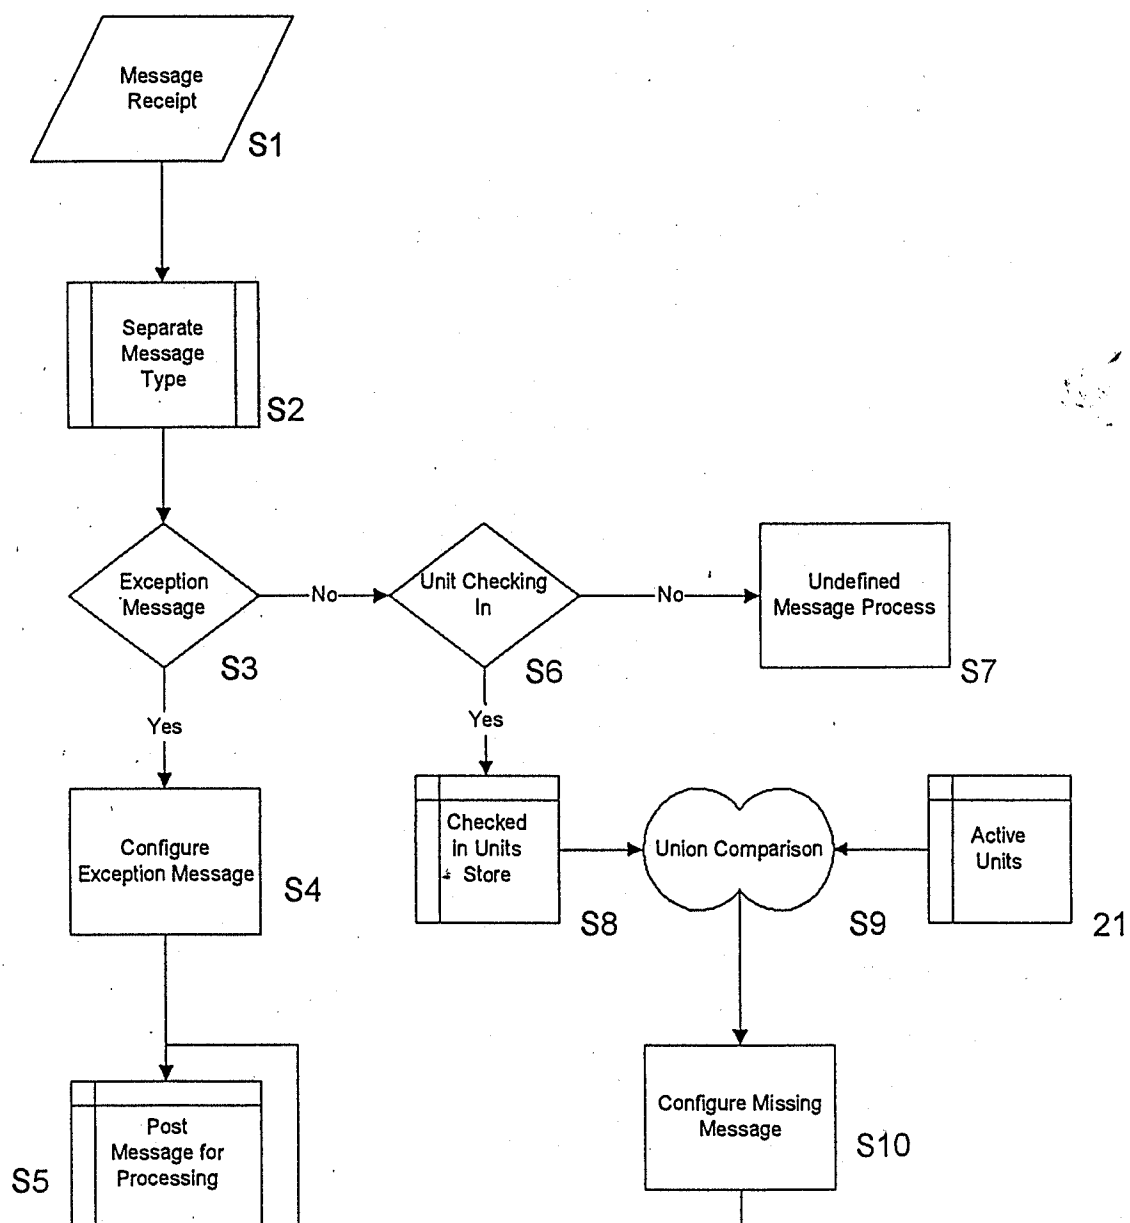 Message
Receipt
S1
Separate
Message
Type
S2
Exception
Message
S3
No
Unit Checking
In
S6
No
Undefined
Message Process
S7
Yes
Yes
Configure
Exception Message
S4
Checked
in Units
Store
S8
Union Comparison
S9
Active
Units
21
Post
Message for
Processing
S5
Configure Missing
Message
S10